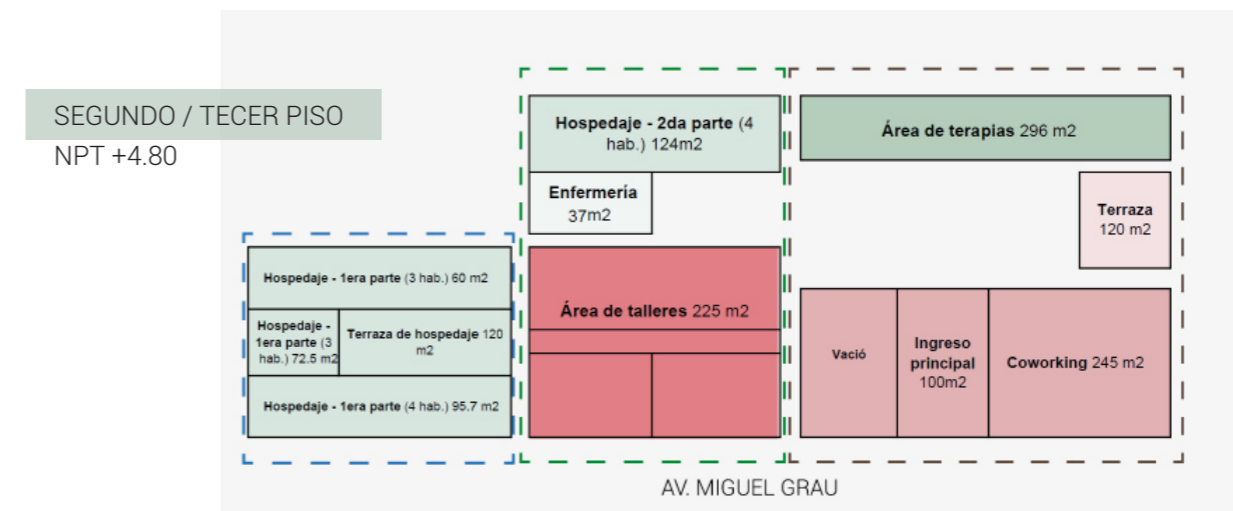 SEGUNDO / TECER PISO
NPT +4.80
Hospedaje - 2da parte (4
hab.) 124m2
Área de terapias 296 m2
Enfermería
37m2
Terraza
120 m2
Hospedaje - 1era parte (3 hab.) 60 m2
Hospedaje -
1era parte (3
hab.) 72.5 m2
Terraza de hospedaje 120
m2
Hospedaje - 1era parte (4 hab.) 95.7 m2
Área de talleres 225 m2
Vació
Ingreso
principal
100m2
Coworking 245 m2
AV. MIGUEL GRAU